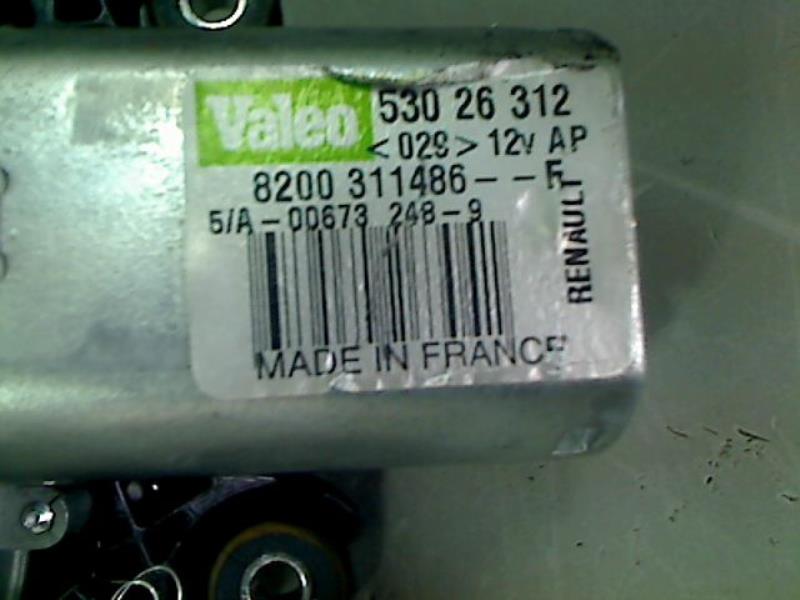 Valeo 530 26 312
<029> 12v AP
8200 311486--F
5/A-00673 248-9
RENAULT
MADE IN FRANCE